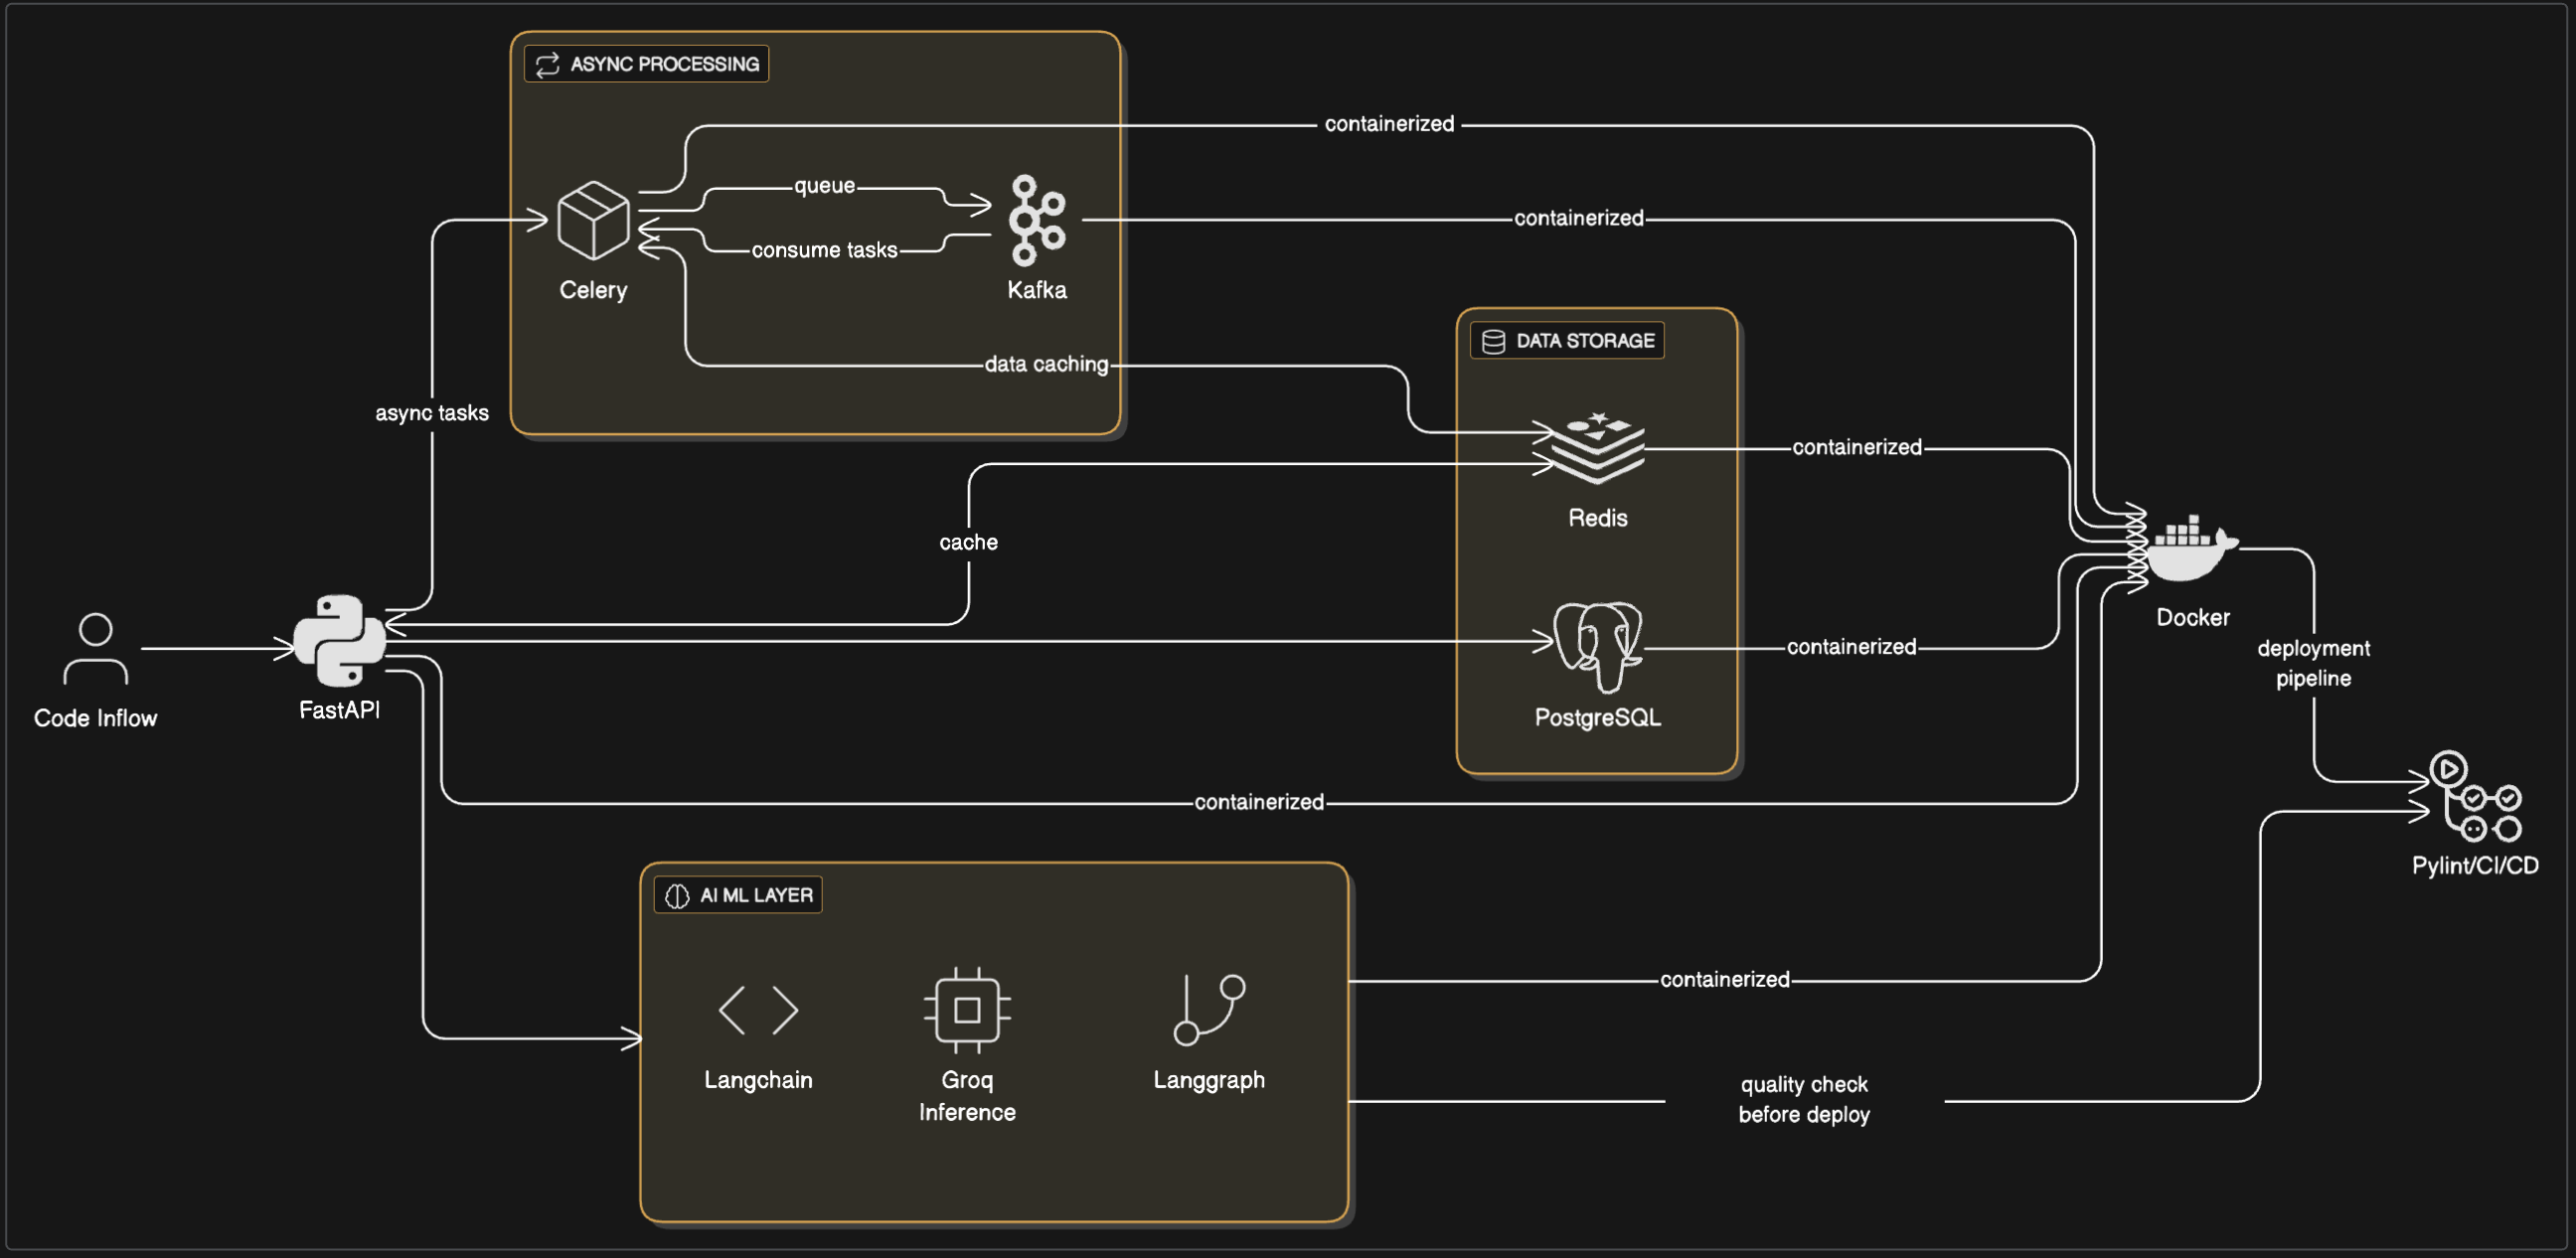 ASYNC PROCESSING
containerized
queue
containerized
consume tasks
Celery
Kafka
DATA STORAGE
data caching
async tasks
containerized
Redis
cache
Docker
containerized
deployment
pipeline
Code Inflow
FastAPI
PostgreSQL
containerized
Pylint/CI/CD
AI ML LAYER
containerized
Langchain
Groq
Inference
Langgraph
quality check
before deploy